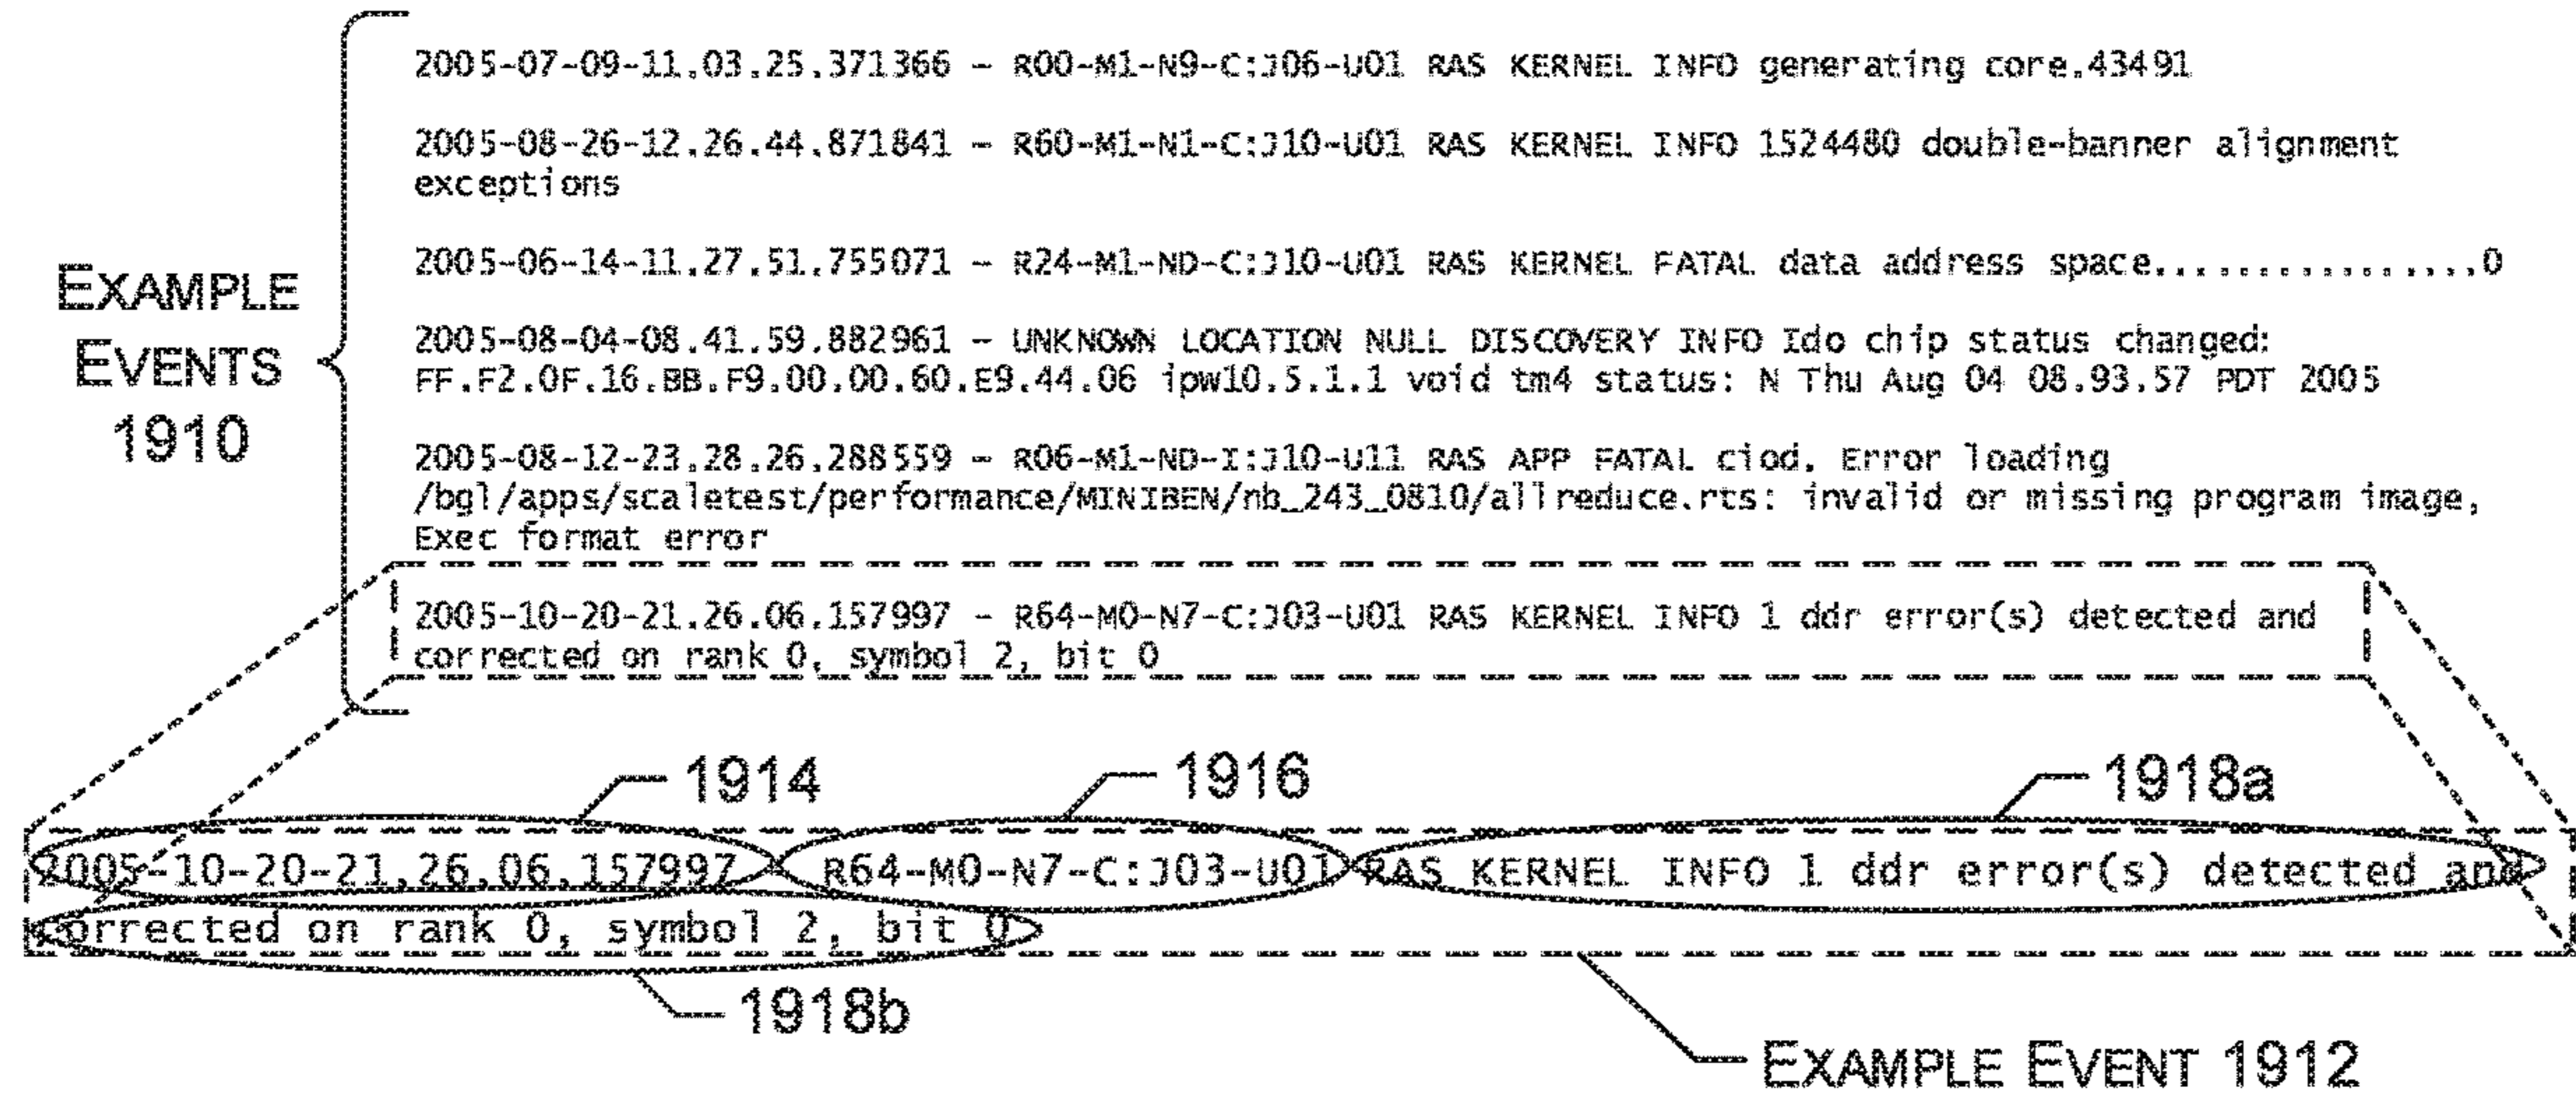 2005-07-09-11.03.25.371366 – R00-M1-N9-C:J06-U01 RAS KERNEL INFO generating core.43491
2005-08-26-12.26.44.871841 – R60-M1-N1-C:J10-U01 RAS KERNEL INFO 1524480 double-banner alignment
exceptions
2005-06-14-11.27.51.755071 – R24-M1-ND-C:J10-U01 RAS KERNEL FATAL data address space................0
2005-08-04-08.41.59.882961 – UNKNOWN LOCATION NULL DISCOVERY INFO Ido chip status changed:
FF.F2.0F.16.BB.F9.00.00.60.E9.44.06 ipw10.5.1.1 void tm4 status: N Thu Aug 04 08.93.57 PDT 2005
2005-08-12-23.28.26.288559 – R06-M1-ND-I:J10-U11 RAS APP FATAL ciod. Error loading
/bgl/apps/scaletest/performance/MINIBEN/nb_243_0810/allreduce.rts: invalid or missing program image,
Exec format error
2005-10-20-21.26.06.157997 – R64-M0-N7-C:J03-U01 RAS KERNEL INFO 1 ddr error(s) detected and
corrected on rank 0, symbol 2, bit 0
EXAMPLE
EVENTS
1910
1914
1916
1918a
2005-10-20-21.26.06.157997 R64-M0-N7-C:J03-U01 RAS KERNEL INFO 1 ddr error(s) detected and
corrected on rank 0, symbol 2, bit 0
1918b
EXAMPLE EVENT 1912